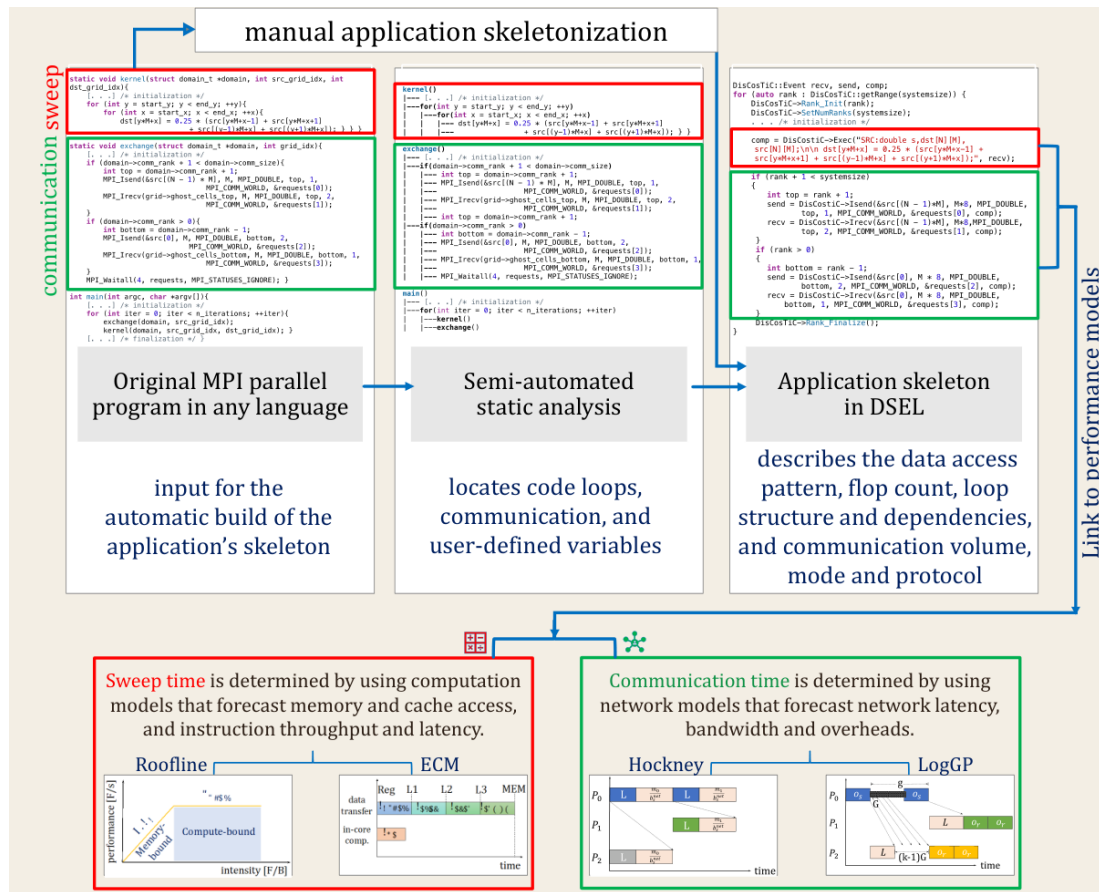 manual application skeletonization
communication sweep
static void kernel(struct domain_t *domain, int src_grid_idx, int
dst_grid_idx){
[. . .] /* initialization */
for (int y = start_y; y < end_y; ++y){
for (int x = start_x; x < end_x; ++x){
dst[y*M+x] = 0.25 * (src[y*M+x-1] + src[y*M+x+1]
+ src[(y-1)*M+x] + src[(y+1)*M+x]); } } }
static void exchange(struct domain_t *domain, int grid_idx){
[. . .] /* initialization */
if (domain->comm_rank + 1 < domain->comm_size){
int top = domain->comm_rank + 1;
MPI_Isend(&src[(N - 1) * M], M, MPI_DOUBLE, top, 1,
MPI_COMM_WORLD, &requests[0]);
MPI_Irecv(grid->ghost_cells_top, M, MPI_DOUBLE, top, 2,
MPI_COMM_WORLD, &requests[1]);
}
if (domain->comm_rank > 0){
int bottom = domain->comm_rank - 1;
MPI_Isend(&src[0], M, MPI_DOUBLE, bottom, 2,
MPI_COMM_WORLD, &requests[2]);
MPI_Irecv(grid->ghost_cells_bottom, M, MPI_DOUBLE, bottom, 1,
MPI_COMM_WORLD, &requests[3]);
}
MPI_Waitall(4, requests, MPI_STATUSES_IGNORE); }
int main(int argc, char *argv[]){
[. . .] /* initialization */
for (int iter = 0; iter < n_iterations; ++iter){
exchange(domain, src_grid_idx);
kernel(domain, src_grid_idx, dst_grid_idx); }
[. . .] /* finalization */ }
kernel()
|--- [. . .] /* initialization */
|---for(int y = start_y; y < end_y; ++y)
| |---for(int x = start_x; x < end_x; ++x)
| | |--- dst[y*M+x] = 0.25 * (src[y*M+x-1] + src[y*M+x+1]
| | |--- + src[(y-1)*M+x] + src[(y+1)*M+x]); } }
exchange()
|--- [. . .] /* initialization */
|---if(domain->comm_rank + 1 < domain->comm_size)
| |--- int top = domain->comm_rank + 1;
| |--- MPI_Isend(&src[(N - 1) * M], M, MPI_DOUBLE, top, 1,
MPI_COMM_WORLD, &requests[0]);
| |--- MPI_Irecv(grid->ghost_cells_top, M, MPI_DOUBLE, top, 2,
MPI_COMM_WORLD, &requests[1]);
| |--- int top = domain->comm_rank + 1;
|---if(domain->comm_rank > 0)
| |--- int bottom = domain->comm_rank - 1;
| |--- MPI_Isend(&src[0], M, MPI_DOUBLE, bottom, 2,
MPI_COMM_WORLD, &requests[2]);
| |--- MPI_Irecv(grid->ghost_cells_bottom, M, MPI_DOUBLE, bottom, 1,
MPI_COMM_WORLD, &requests[3]);
|--- MPI_Waitall(4, requests, MPI_STATUSES_IGNORE);
main()
|--- [. . .] /* initialization */
|---for(int iter = 0; iter < n_iterations; ++iter)
| |---kernel()
| |---exchange()
DisCosTiC::Event recv, send, comp;
for (auto rank : DisCosTiC::getRange(systemsize)) {
DisCosTiC->Rank_Init(rank);
DisCosTiC->SetNumRanks(systemsize);
. . . /* initialization */
comp = DisCostiC->Exec("SRC:double s,dst[N][M],
src[N][M];\n\n dst[y*M+x] = 0.25 * (src[y*M+x-1] +
src[y*M+x+1] + src[(y-1)*M+x] + src[(y+1)*M+x]);", recv);
if (rank + 1 < systemsize)
{
int top = rank + 1;
send = DisCostiC->Isend(&src[(N - 1)*M], M*8, MPI_DOUBLE,
top, 1, MPI_COMM_WORLD, &requests[0], comp);
recv = DisCostiC->Irecv(&src[(N - 1)*M], M*8, MPI_DOUBLE,
top, 2, MPI_COMM_WORLD, &requests[1], comp);
}
if (rank > 0)
{
int bottom = rank - 1;
send = DisCostiC->Isend(&src[0], M * 8, MPI_DOUBLE,
bottom, 2, MPI_COMM_WORLD, &requests[2], comp);
recv = DisCostiC->Irecv(&src[0], M * 8, MPI_DOUBLE,
bottom, 1, MPI_COMM_WORLD, &requests[3], comp);
}
DisCosTiC->Rank_Finalize();
}
Original MPI parallel
program in any language
Semi-automated
static analysis
Application skeleton
in DSEL
input for the
automatic build of the
application's skeleton
locates code loops,
communication, and
user-defined variables
describes the data access
pattern, flop count, loop
structure and dependencies,
and communication volume,
mode and protocol
Link to performance models
Sweep time is determined by using computation
models that forecast memory and cache access,
and instruction throughput and latency.
Roofline
ECM
performance [F/s]
" " #$%
Memory-
bound
Compute-bound
intensity [F/B]
Reg L1 L2 L3 MEM
data
transfer
in-core
comp.
time
Communication time is determined by using
network models that forecast network latency,
bandwidth and overheads.
Hockney
LogGP
P0 L L
P1 L
P2 L
time
g
P0 os os
G
P1 L or or
P2 L (k-1)G or or
time